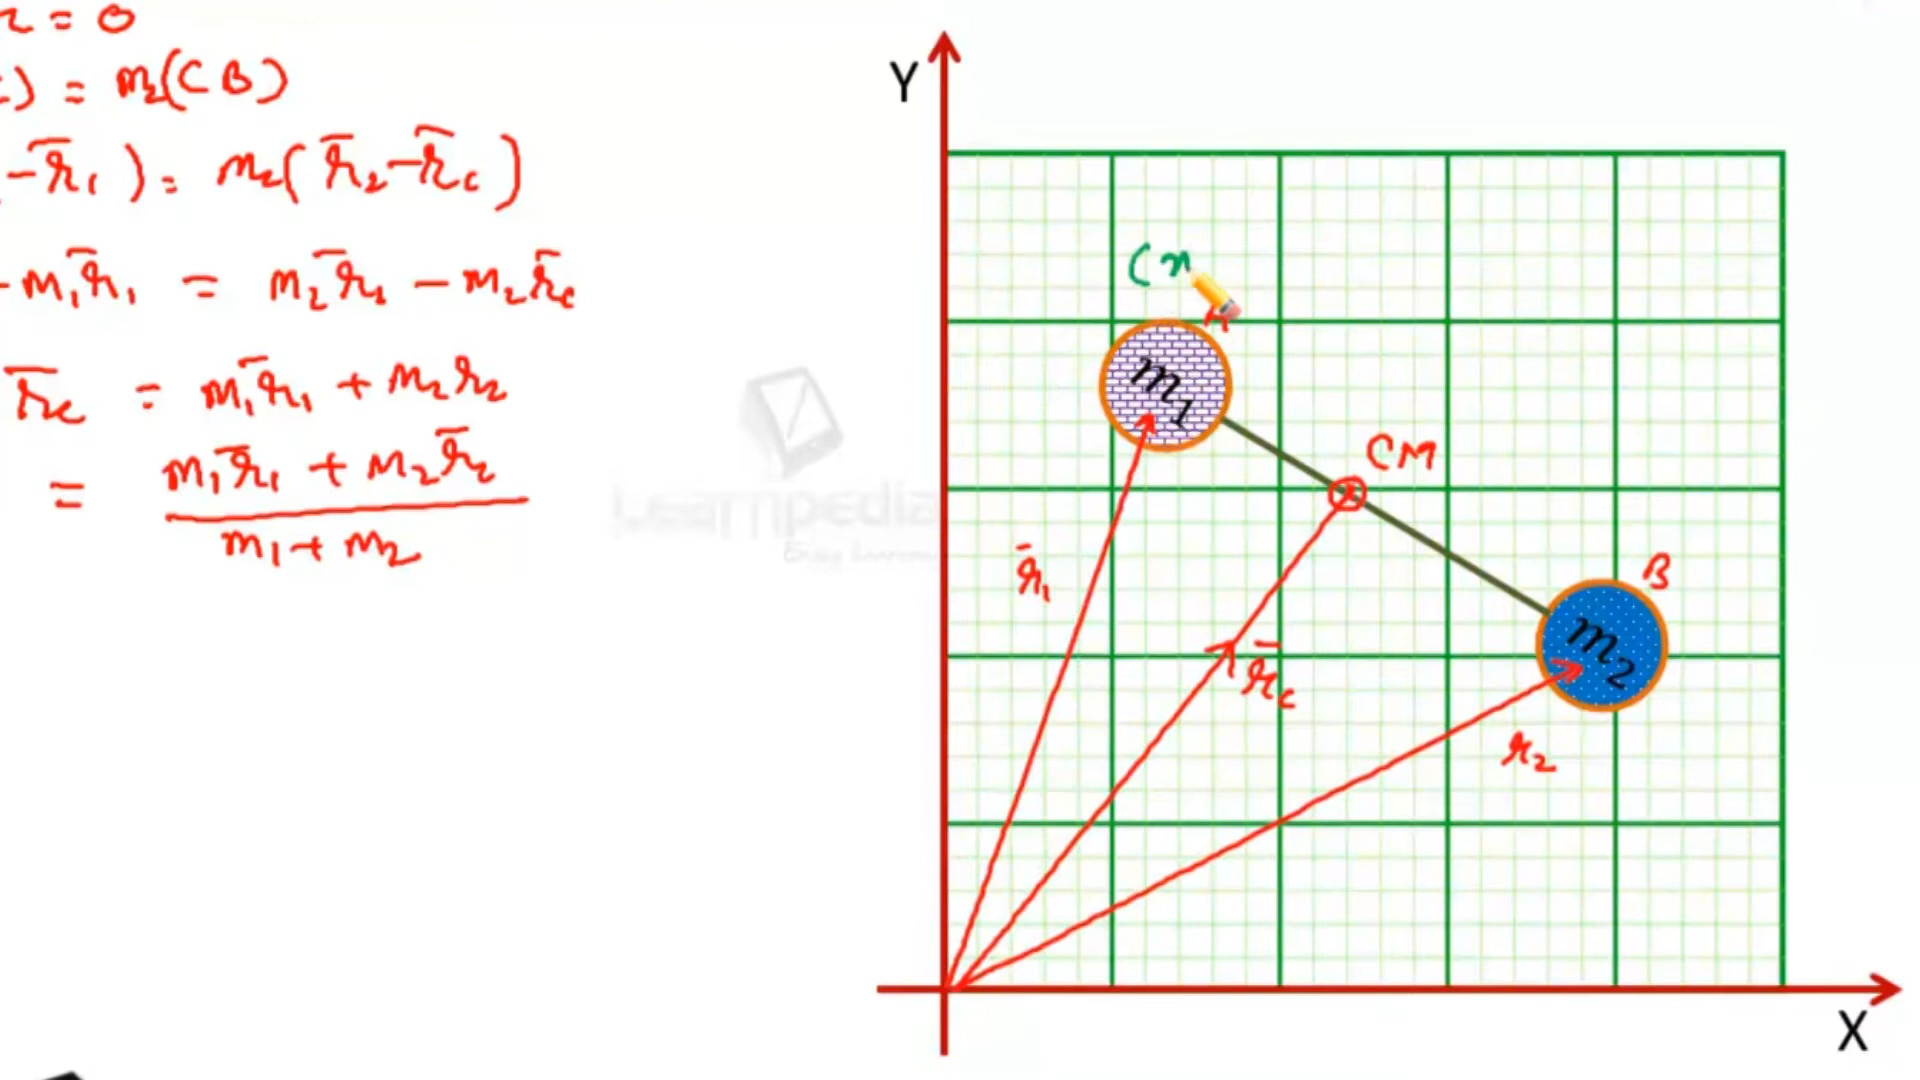 r = 0
) = m₂(CB)
-r̄₁) = m₂(r̄₂-r̄c)
-m₁r̄₁ = m₂r̄₂ - m₂r̄c
r̄c = m₁r̄₁ + m₂r₂
= m₁r̄₁ + m₂r̄₂
m₁ + m₂
Learnpedia
Y
(x
A
m₁
CM
r̄₁
B
m₂
r̄c
r₂
X